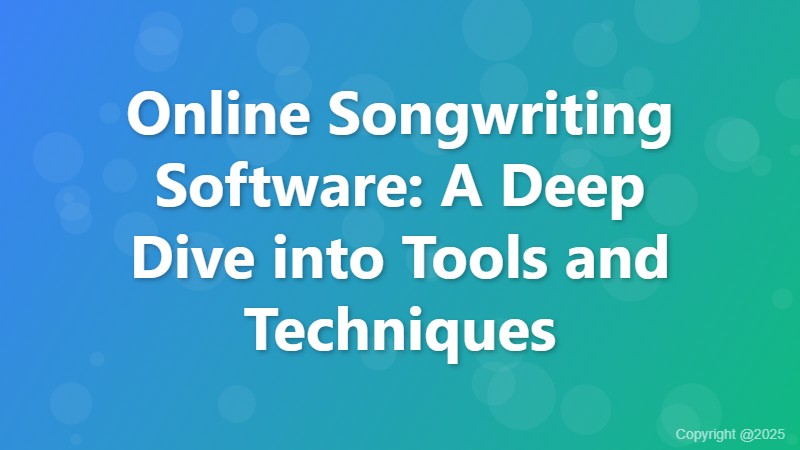 Online Songwriting
Software: A Deep
Dive into Tools and
Techniques
Copyright @2025